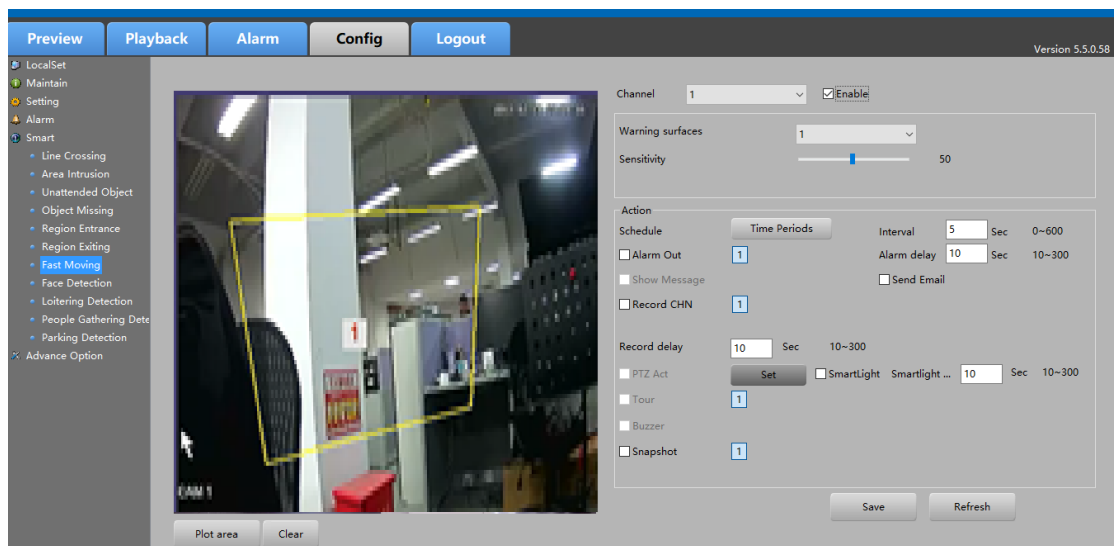 Preview Playback Alarm Config Logout
Version 5.5.0.58
LocalSet
Maintain
Setting
Alarm
Smart
Line Crossing
Area Intrusion
Unattended Object
Object Missing
Region Entrance
Region Exiting
Fast Moving
Face Detection
Loitering Detection
People Gathering Dete
Parking Detection
Advance Option
1
CAM 1
Plot area Clear
Channel 1 Enable
Warning surfaces 1
Sensitivity 50
Action
Schedule Time Periods Interval 5 Sec 0~600
Alarm Out 1 Alarm delay 10 Sec 10~300
Show Message Send Email
Record CHN 1
Record delay 10 Sec 10~300
PTZ Act Set SmartLight Smartlight ... 10 Sec 10~300
Tour 1
Buzzer
Snapshot 1
Save Refresh